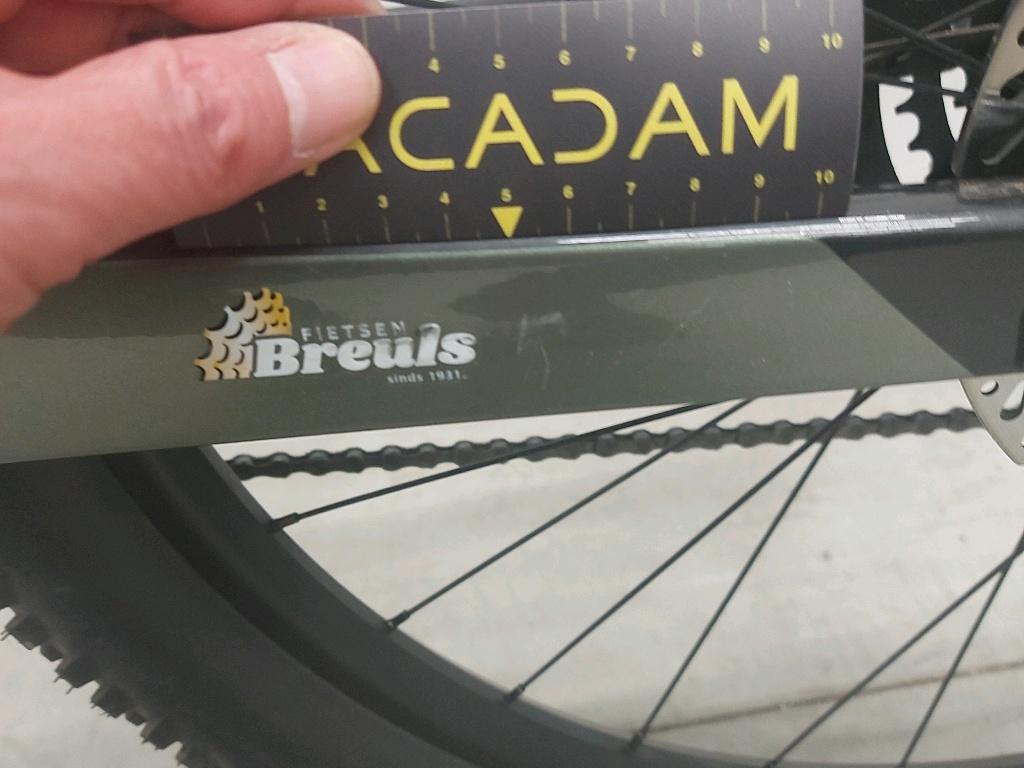 4 5 6 7 8 9 10
ACADAM
1 2 3 4 5 6 7 8 9 10
FIETSEN
Breuls
sinds 1931.